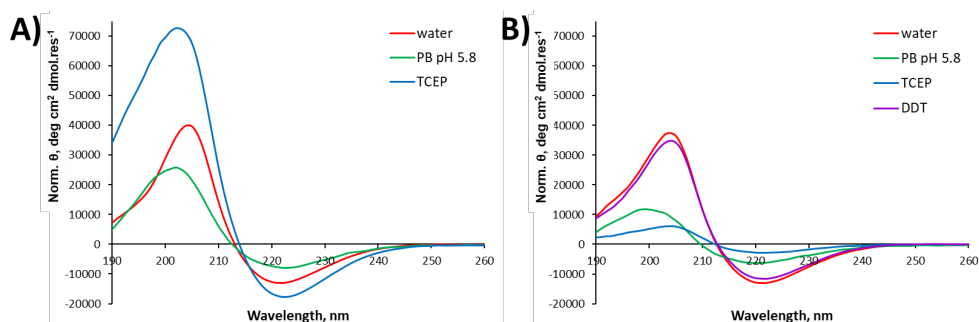 A)
Norm. θ, deg cm² dmol.res⁻¹
70000
60000
50000
40000
30000
20000
10000
0
-10000
-20000
190
200
210
220
230
240
250
260
Wavelength, nm
water
PB pH 5.8
TCEP
B)
Norm. θ, deg cm² dmol.res⁻¹
70000
60000
50000
40000
30000
20000
10000
0
-10000
-20000
190
200
210
220
230
240
250
260
Wavelength, nm
water
PB pH 5.8
TCEP
DDT